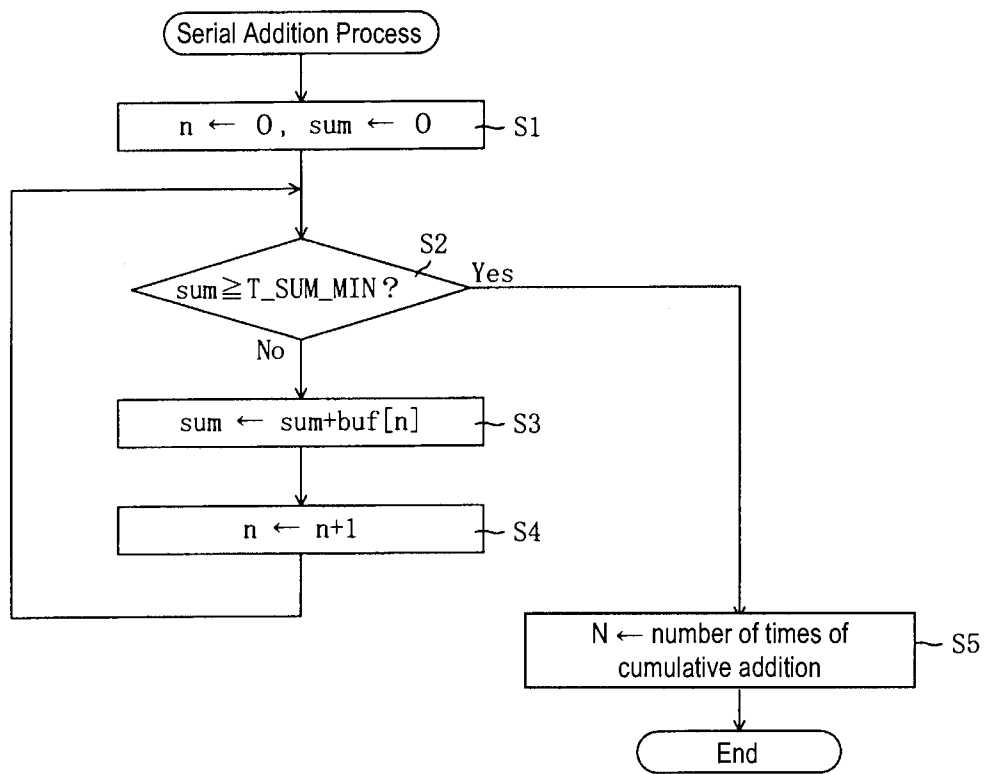 Serial Addition Process
n ← 0, sum ← 0
S1
S2
sum≧T_SUM_MIN?
Yes
No
sum ← sum+buf[n]
S3
n ← n+1
S4
N ← number of times of
cumulative addition
S5
End